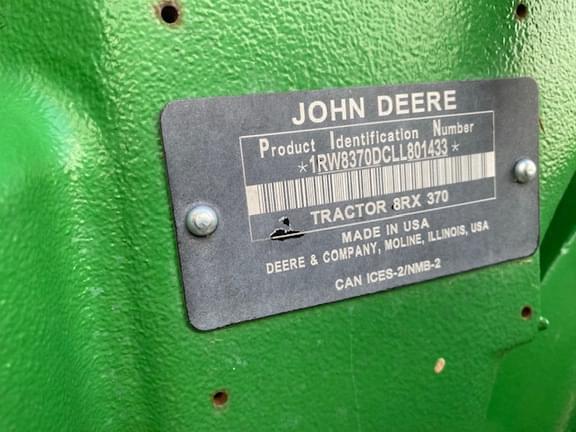 JOHN DEERE
Product Identification Number
*1RW8370DCLL801433*
TRACTOR 8RX 370
MADE IN USA
DEERE & COMPANY, MOLINE, ILLINOIS, USA
CAN ICES-2/NMB-2